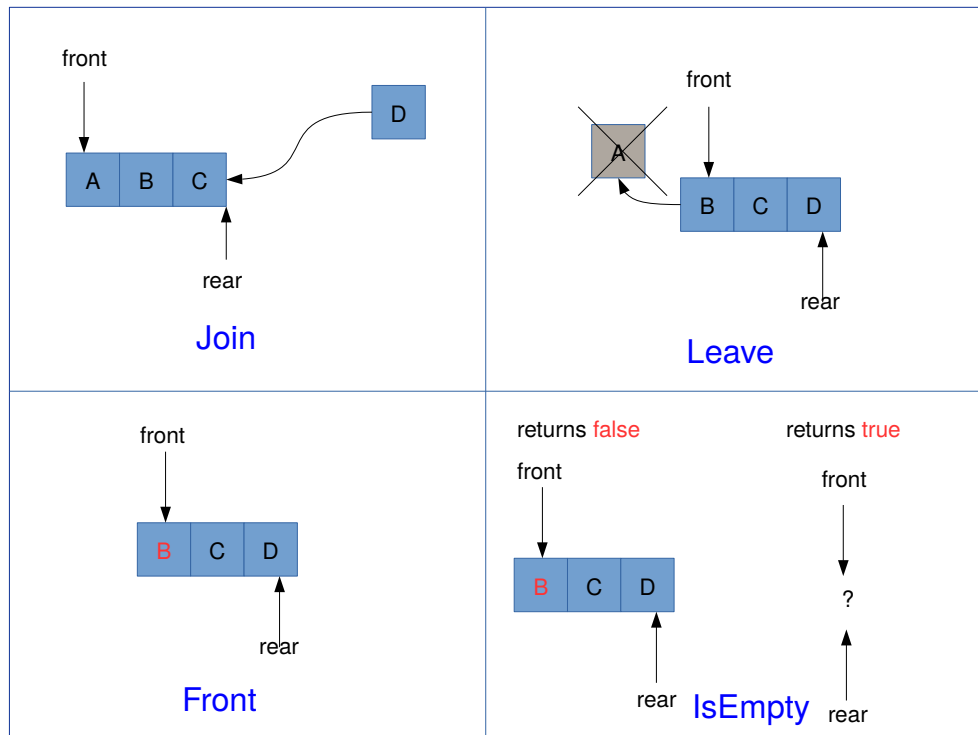 front
D
A B C
rear
Join
front
A
B C D
rear
Leave
front
B C D
rear
Front
returns false
front
B C D
rear
returns true
front
?
rear
IsEmpty